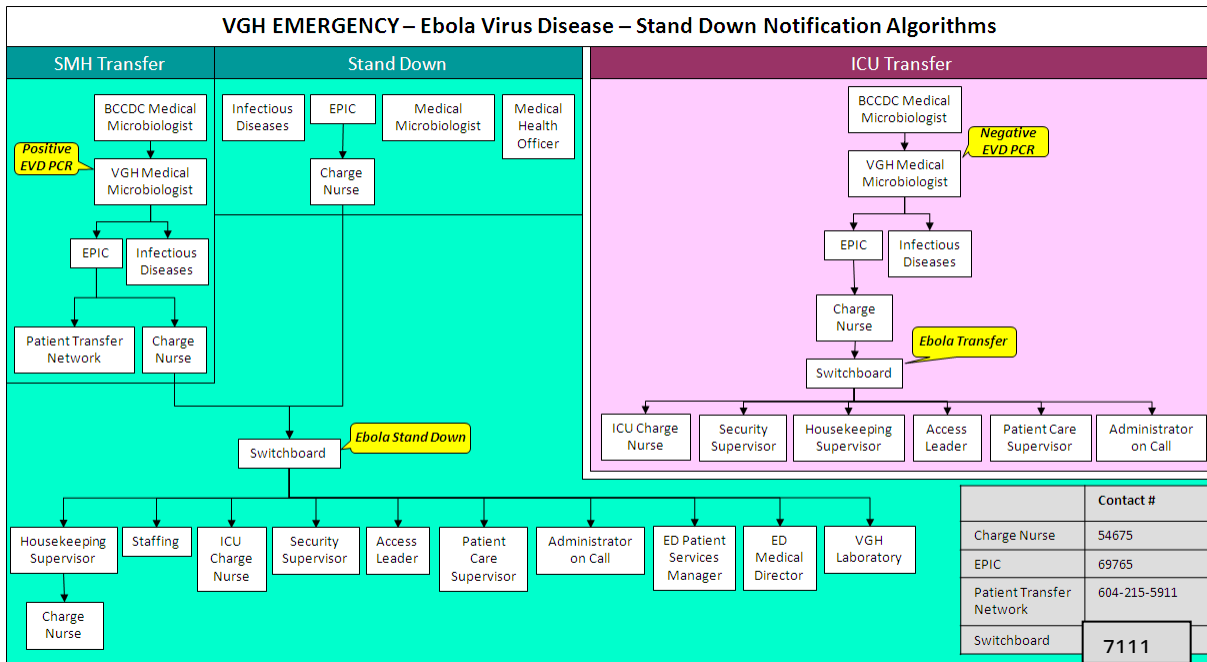 VGH EMERGENCY – Ebola Virus Disease – Stand Down Notification Algorithms
SMH Transfer
BCCDC Medical
Microbiologist
Positive
EVD PCR
VGH Medical
Microbiologist
EPIC
Infectious
Diseases
Patient Transfer
Network
Charge
Nurse
Stand Down
Infectious
Diseases
EPIC
Medical
Microbiologist
Medical
Health
Officer
Charge
Nurse
Switchboard
Ebola Stand Down
Housekeeping
Supervisor
Staffing
ICU
Charge
Nurse
Security
Supervisor
Access
Leader
Patient
Care
Supervisor
Administrator
on Call
ED Patient
Services
Manager
ED
Medical
Director
VGH
Laboratory
Charge
Nurse
ICU Transfer
BCCDC Medical
Microbiologist
Negative
EVD PCR
VGH Medical
Microbiologist
EPIC
Infectious
Diseases
Charge
Nurse
Ebola Transfer
Switchboard
ICU Charge
Nurse
Security
Supervisor
Housekeeping
Supervisor
Access
Leader
Patient Care
Supervisor
Administrator
on Call
Contact #
Charge Nurse 54675
EPIC 69765
Patient Transfer
Network
604-215-5911
Switchboard 7111